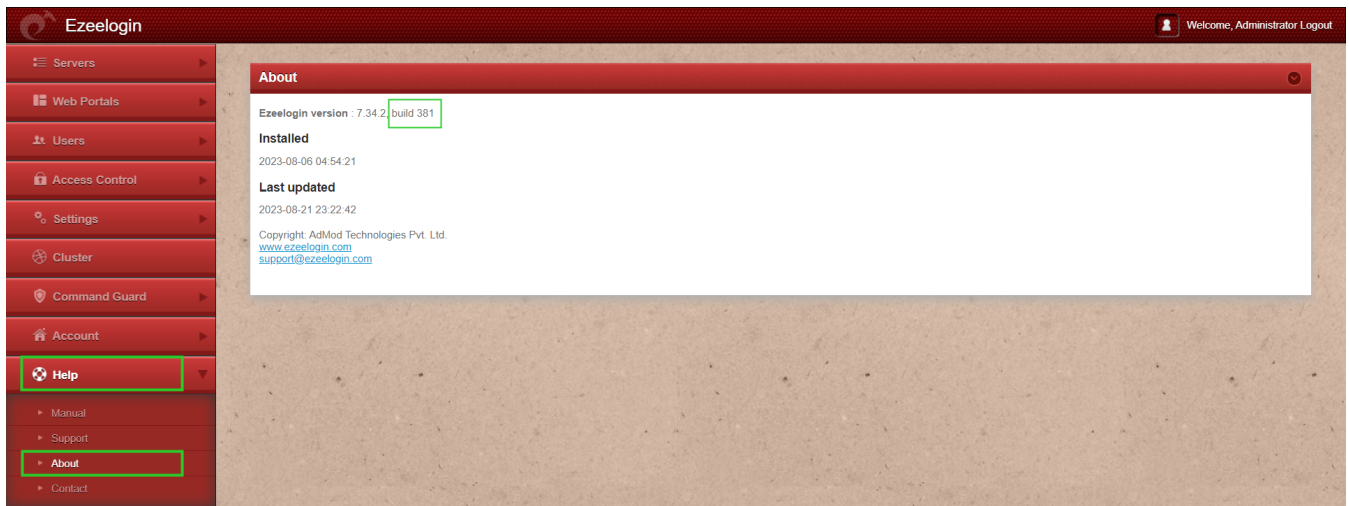 Ezeelogin
Welcome, Administrator Logout
Servers
Web Portals
Users
Access Control
Settings
Cluster
Command Guard
Account
Help
Manual
Support
About
Contact
About
Ezeelogin version : 7.34.2, build 381
Installed
2023-08-06 04:54:21
Last updated
2023-08-21 23:22:42
Copyright: AdMod Technologies Pvt. Ltd.
www.ezeelogin.com
support@ezeelogin.com